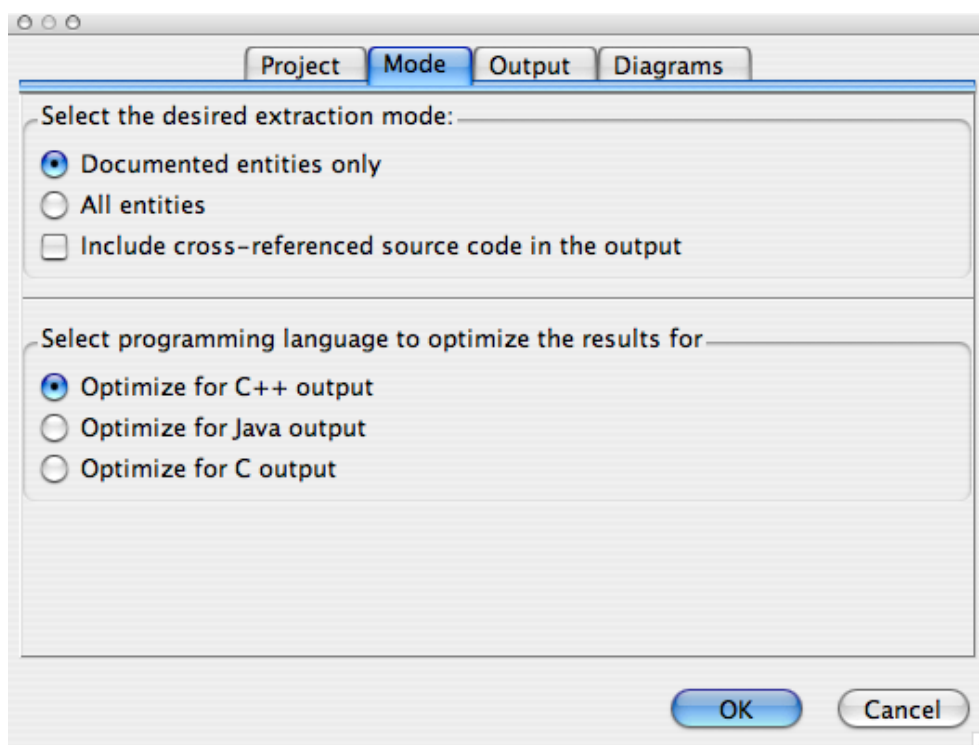 Project Mode Output Diagrams
Select the desired extraction mode:
Documented entities only
All entities
Include cross-referenced source code in the output
Select programming language to optimize the results for
Optimize for C++ output
Optimize for Java output
Optimize for C output
OK Cancel